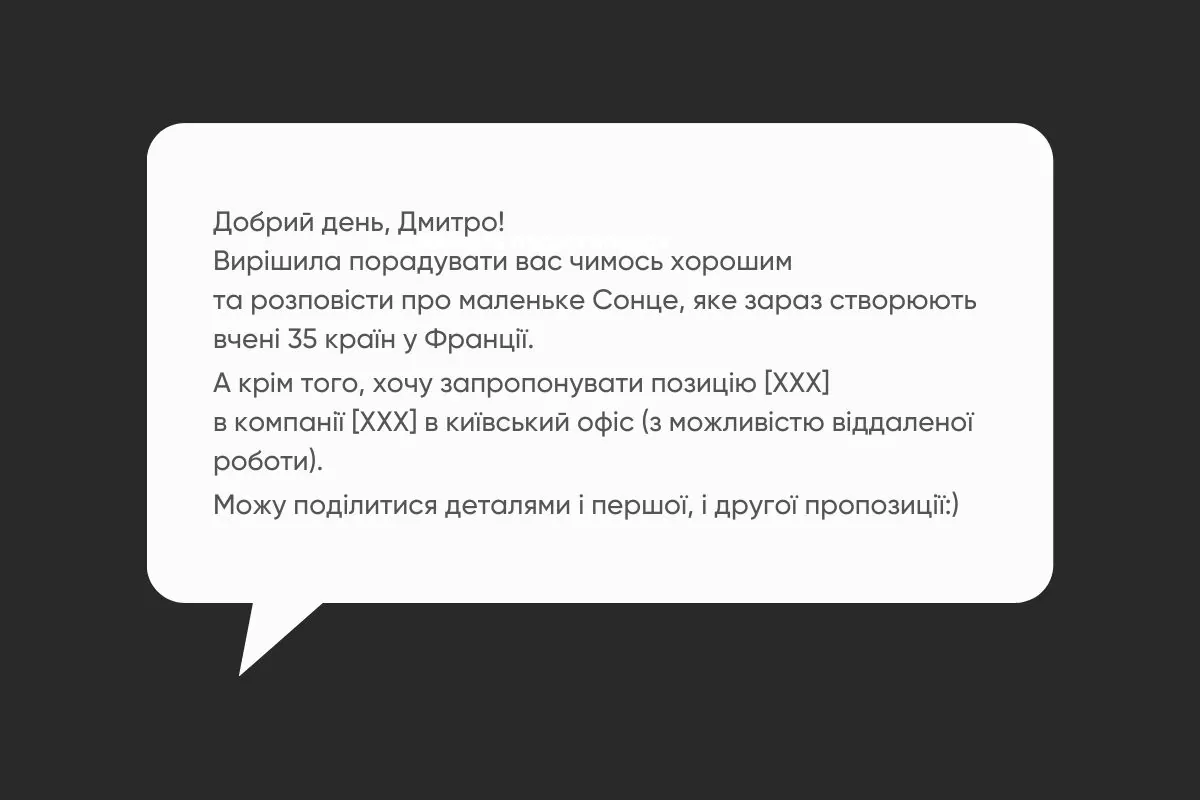 Добрий день, Дмитро!
Вирішила порадувати вас чимось хорошим
та розповісти про маленьке Сонце, яке зараз створюють
вчені 35 країн у Франції.
А крім того, хочу запропонувати позицію [XXX]
в компанії [XXX] в київський офіс (з можливістю віддаленої
роботи).
Можу поділитися деталями і першої, і другої пропозиції:)